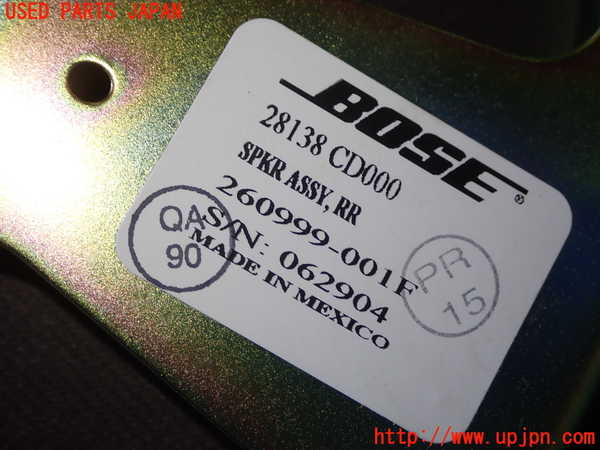 USED PARTS JAPAN
BOSE®
28138 CD000
SPKR ASSY, RR
260999-001F
S/N: 062904
MADE IN MEXICO
QA
90
PR
15
http://www.upjpn.com